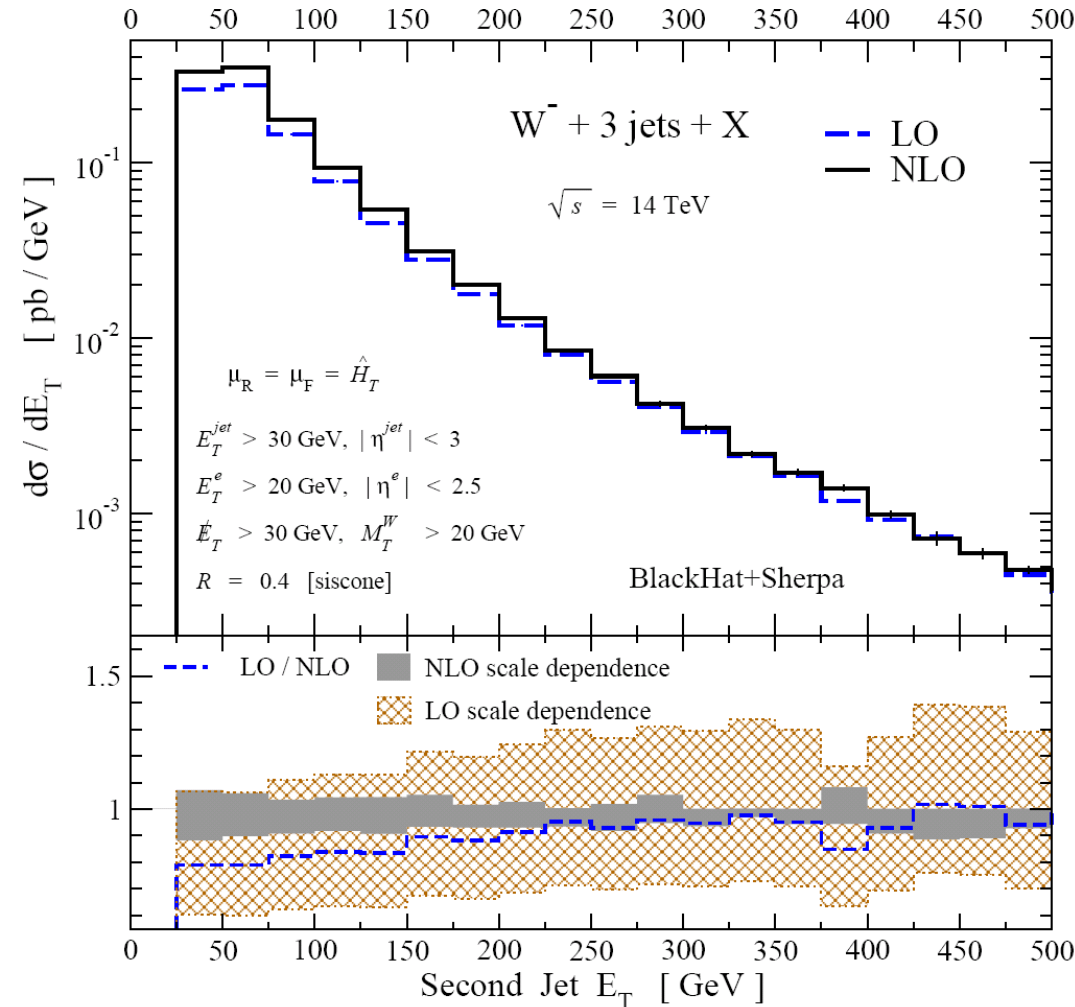 0 50 100 150 200 250 300 350 400 450 500
W⁻ + 3 jets + X
LO
NLO
√s = 14 TeV
10⁻¹
10⁻²
10⁻³
dσ / dE_T [ pb / GeV ]
μ_R = μ_F = Ĥ_T
E_T^jet > 30 GeV, | η^jet | < 3
E_T^e > 20 GeV, | η^e | < 2.5
E̸_T > 30 GeV, M_T^W > 20 GeV
R = 0.4 [siscone]
BlackHat+Sherpa
LO / NLO
NLO scale dependence
LO scale dependence
1.5
1
0 50 100 150 200 250 300 350 400 450 500
Second Jet E_T [ GeV ]